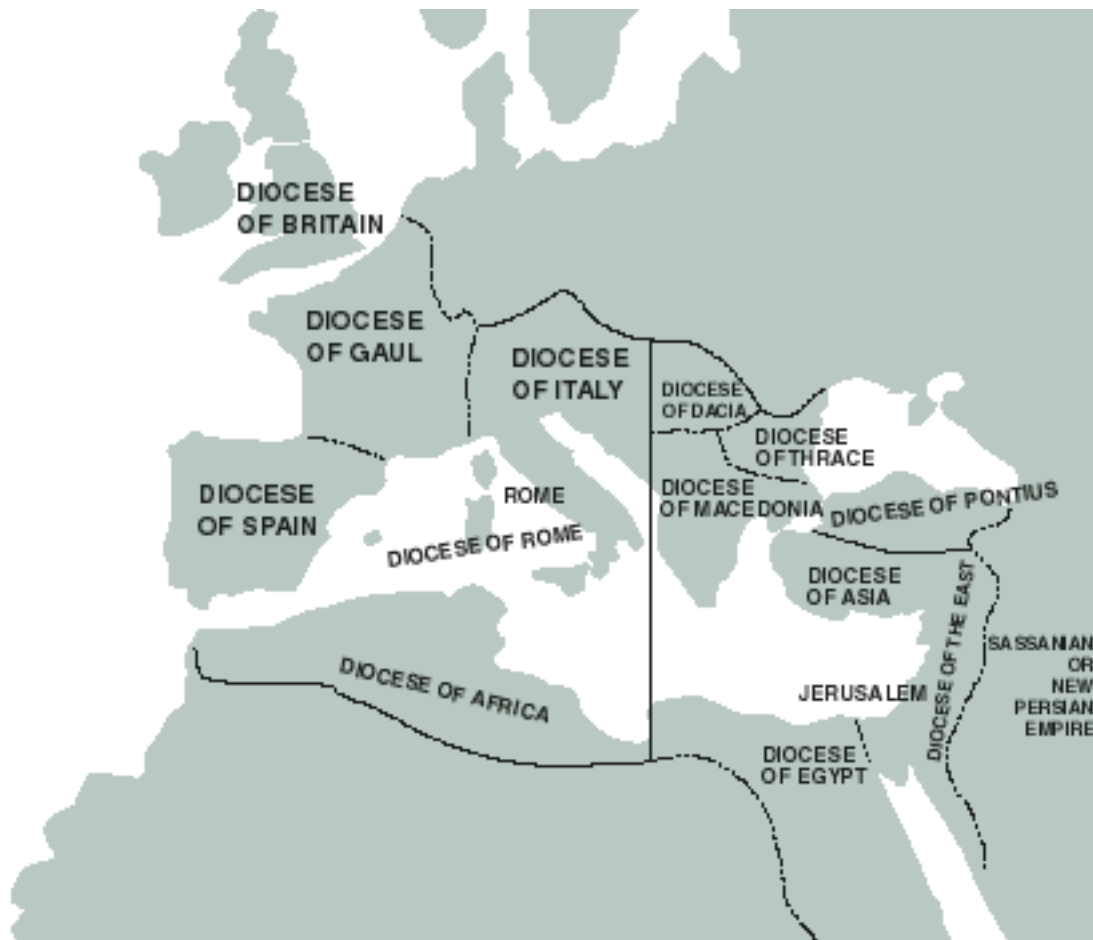 DIOCESE
OF BRITAIN
DIOCESE
OF GAUL
DIOCESE
OF ITALY
DIOCESE
OF DACIA
DIOCESE
OF THRACE
DIOCESE
OF SPAIN
ROME
DIOCESE OF ROME
DIOCESE
OF MACEDONIA
DIOCESE OF PONTIUS
DIOCESE
OF ASIA
DIOCESE OF THE EAST
SASSANIAN
OR
NEW
PERSIAN
EMPIRE
DIOCESE OF AFRICA
JERUSALEM
DIOCESE
OF EGYPT